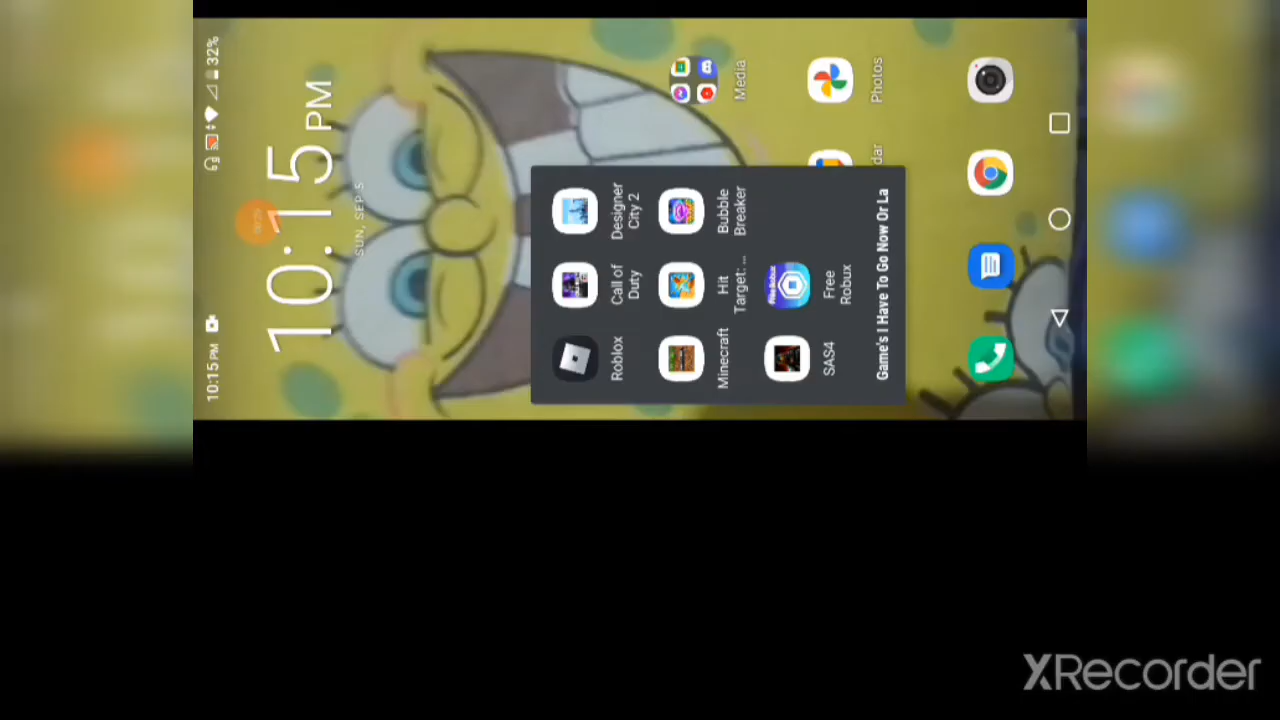 10:15 PM
32%
10:15 PM
SUN, SEP 5
Media
Photos
dar
Roblox
Call of
Duty
Designer
City 2
Minecraft
Hit
Target: ...
Bubble
Breaker
SAS4
Free
Robux
Game's I Have To Go Now Or La
XRecorder